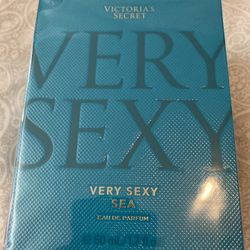 VICTORIA'S SECRET
VERY
SEXY
VERY SEXY
SEA
EAU DE PARFUM